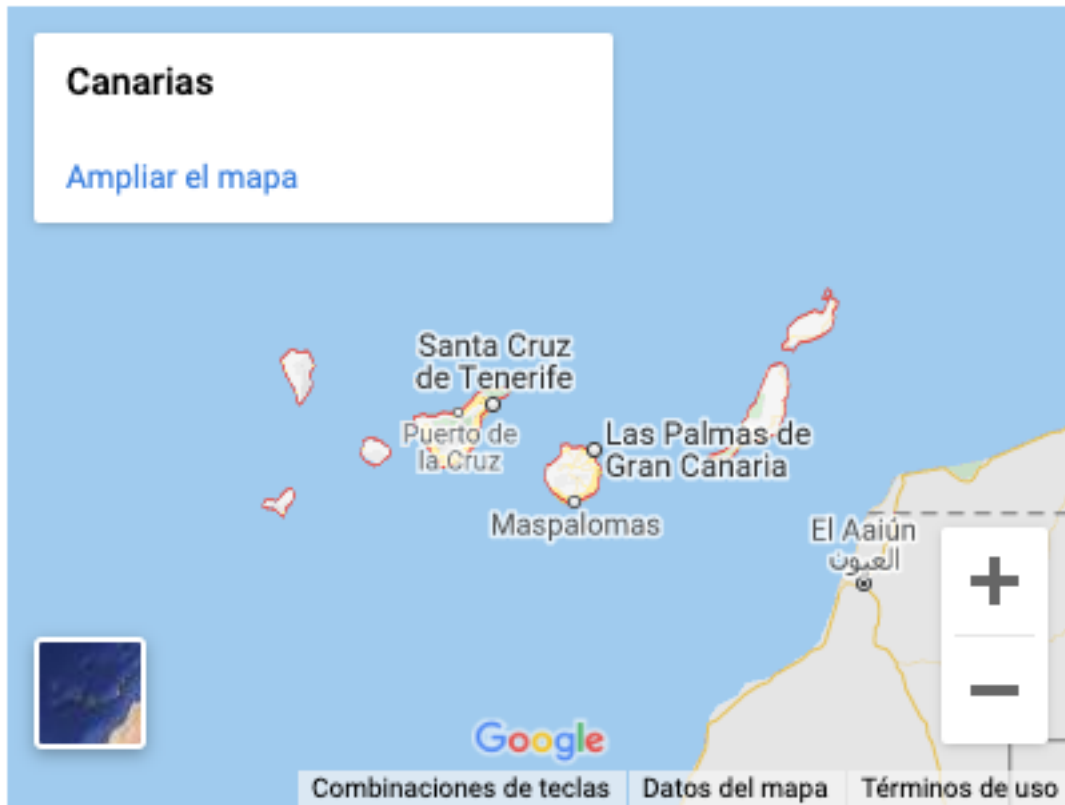 Canarias
Ampliar el mapa
Santa Cruz
de Tenerife
Puerto de
la Cruz
Las Palmas de
Gran Canaria
Maspalomas
El Aaiún
العيون
Google
Combinaciones de teclas
Datos del mapa
Términos de uso